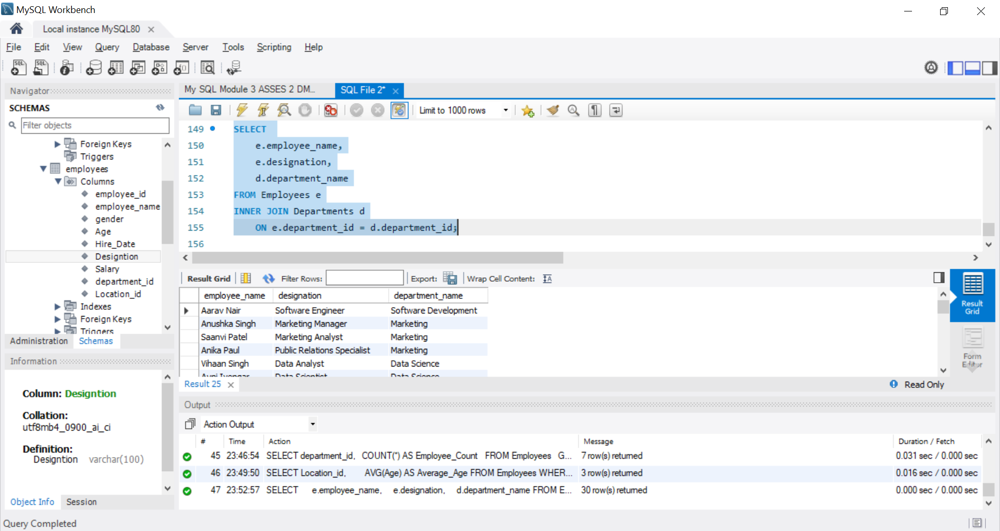 MySQL Workbench
Local instance MySQL80
File Edit View Query Database Server Tools Scripting Help
Navigator
SCHEMAS
Filter objects
Foreign Keys
Triggers
employees
Columns
employee_id
employee_name
gender
Age
Hire_Date
Designtion
Salary
department_id
Location_id
Indexes
Foreign Keys
Triggers
Administration Schemas
Information
Column: Designtion
Collation:
utf8mb4_0900_ai_ci
Definition:
Designtion varchar(100)
Object Info Session
Query Completed
My SQL Module 3 ASSES 2 DM... SQL File 2*
Limit to 1000 rows
149 SELECT
150 e.employee_name,
151 e.designation,
152 d.department_name
153 FROM Employees e
154 INNER JOIN Departments d
155 ON e.department_id = d.department_id;
156
Result Grid Filter Rows: Export: Wrap Cell Content:
employee_name designation department_name
Aarav Nair Software Engineer Software Development
Anushka Singh Marketing Manager Marketing
Saanvi Patel Marketing Analyst Marketing
Anika Paul Public Relations Specialist Marketing
Vihaan Singh Data Analyst Data Science
Avni Iyengar Data Scientist Data Science
Result
Grid
Form
Editor
Result 25 Read Only
Output
Action Output
# Time Action Message Duration / Fetch
45 23:46:54 SELECT department_id, COUNT(*) AS Employee_Count FROM Employees G... 7 row(s) returned 0.031 sec / 0.000 sec
46 23:49:50 SELECT Location_id, AVG(Age) AS Average_Age FROM Employees WHER... 3 row(s) returned 0.016 sec / 0.000 sec
47 23:52:57 SELECT e.employee_name, e.designation, d.department_name FROM E... 30 row(s) returned 0.000 sec / 0.000 sec